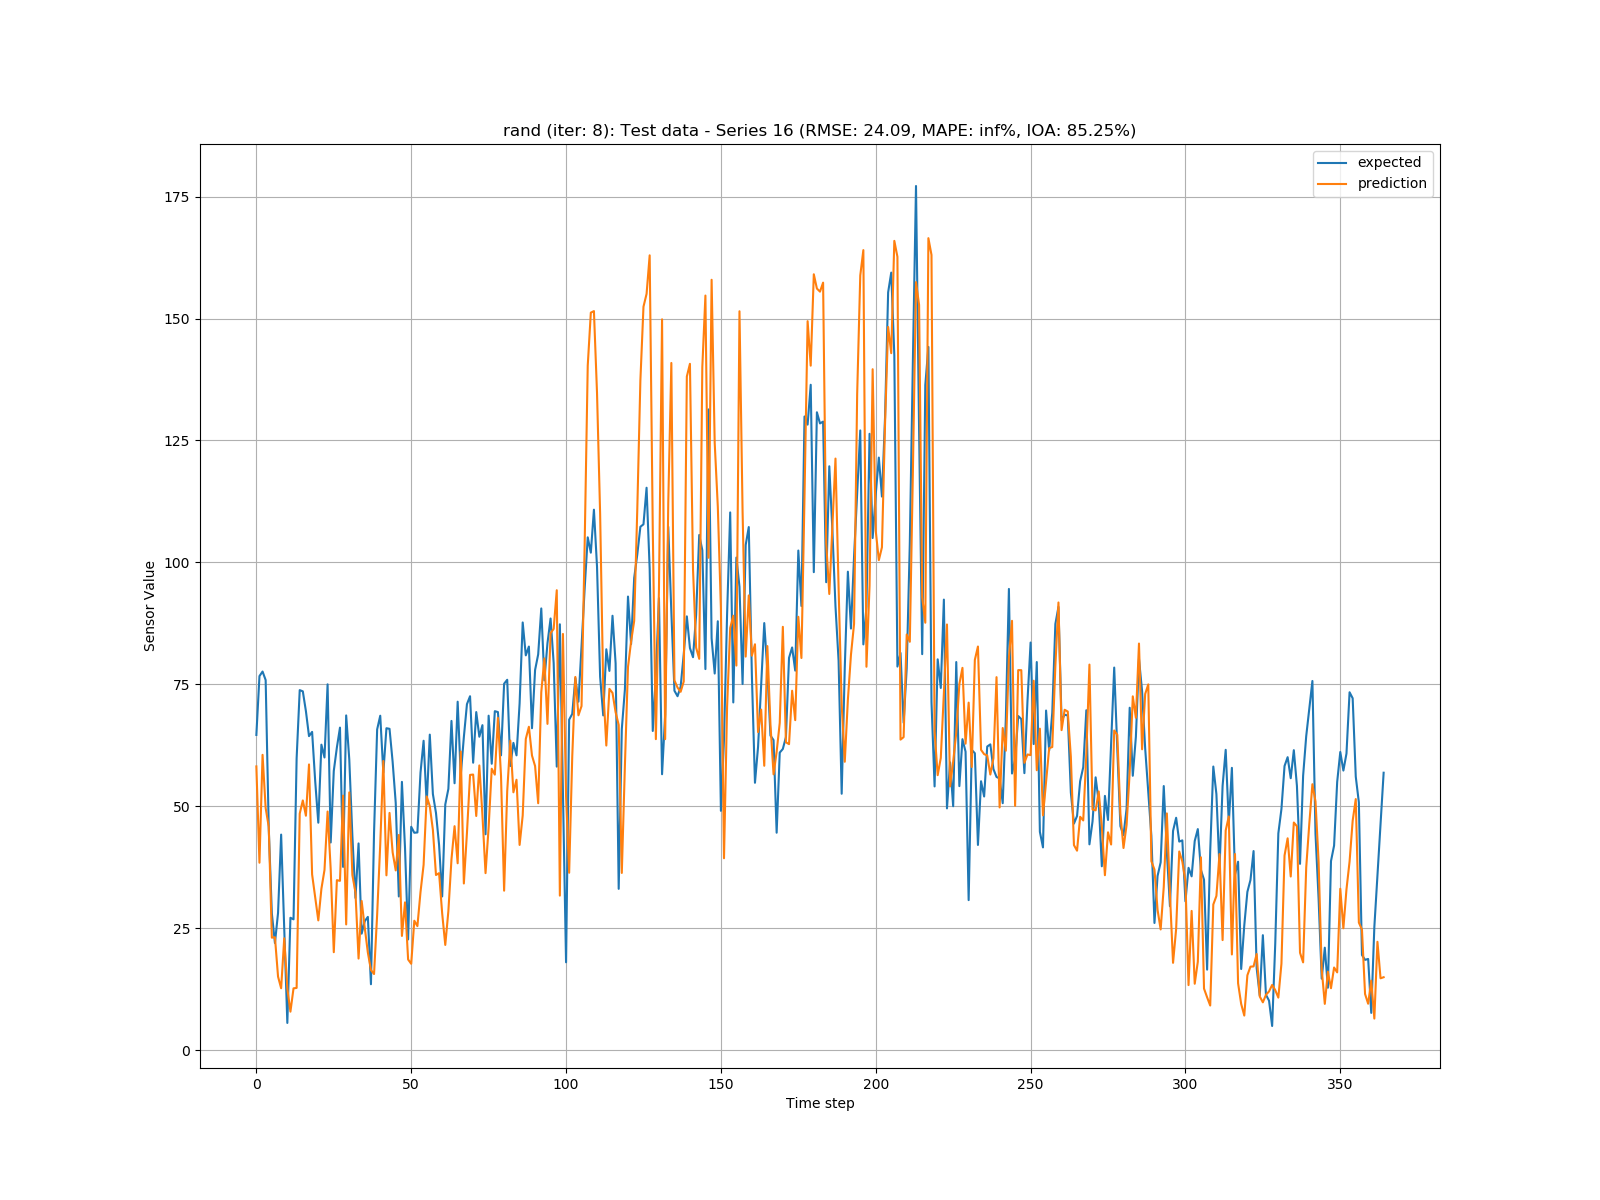 rand (iter: 8): Test data - Series 16 (RMSE: 24.09, MAPE: inf%, IOA: 85.25%)
expected
prediction
175
150
125
100
75
50
25
0
Sensor Value
0 50 100 150 200 250 300 350
Time step